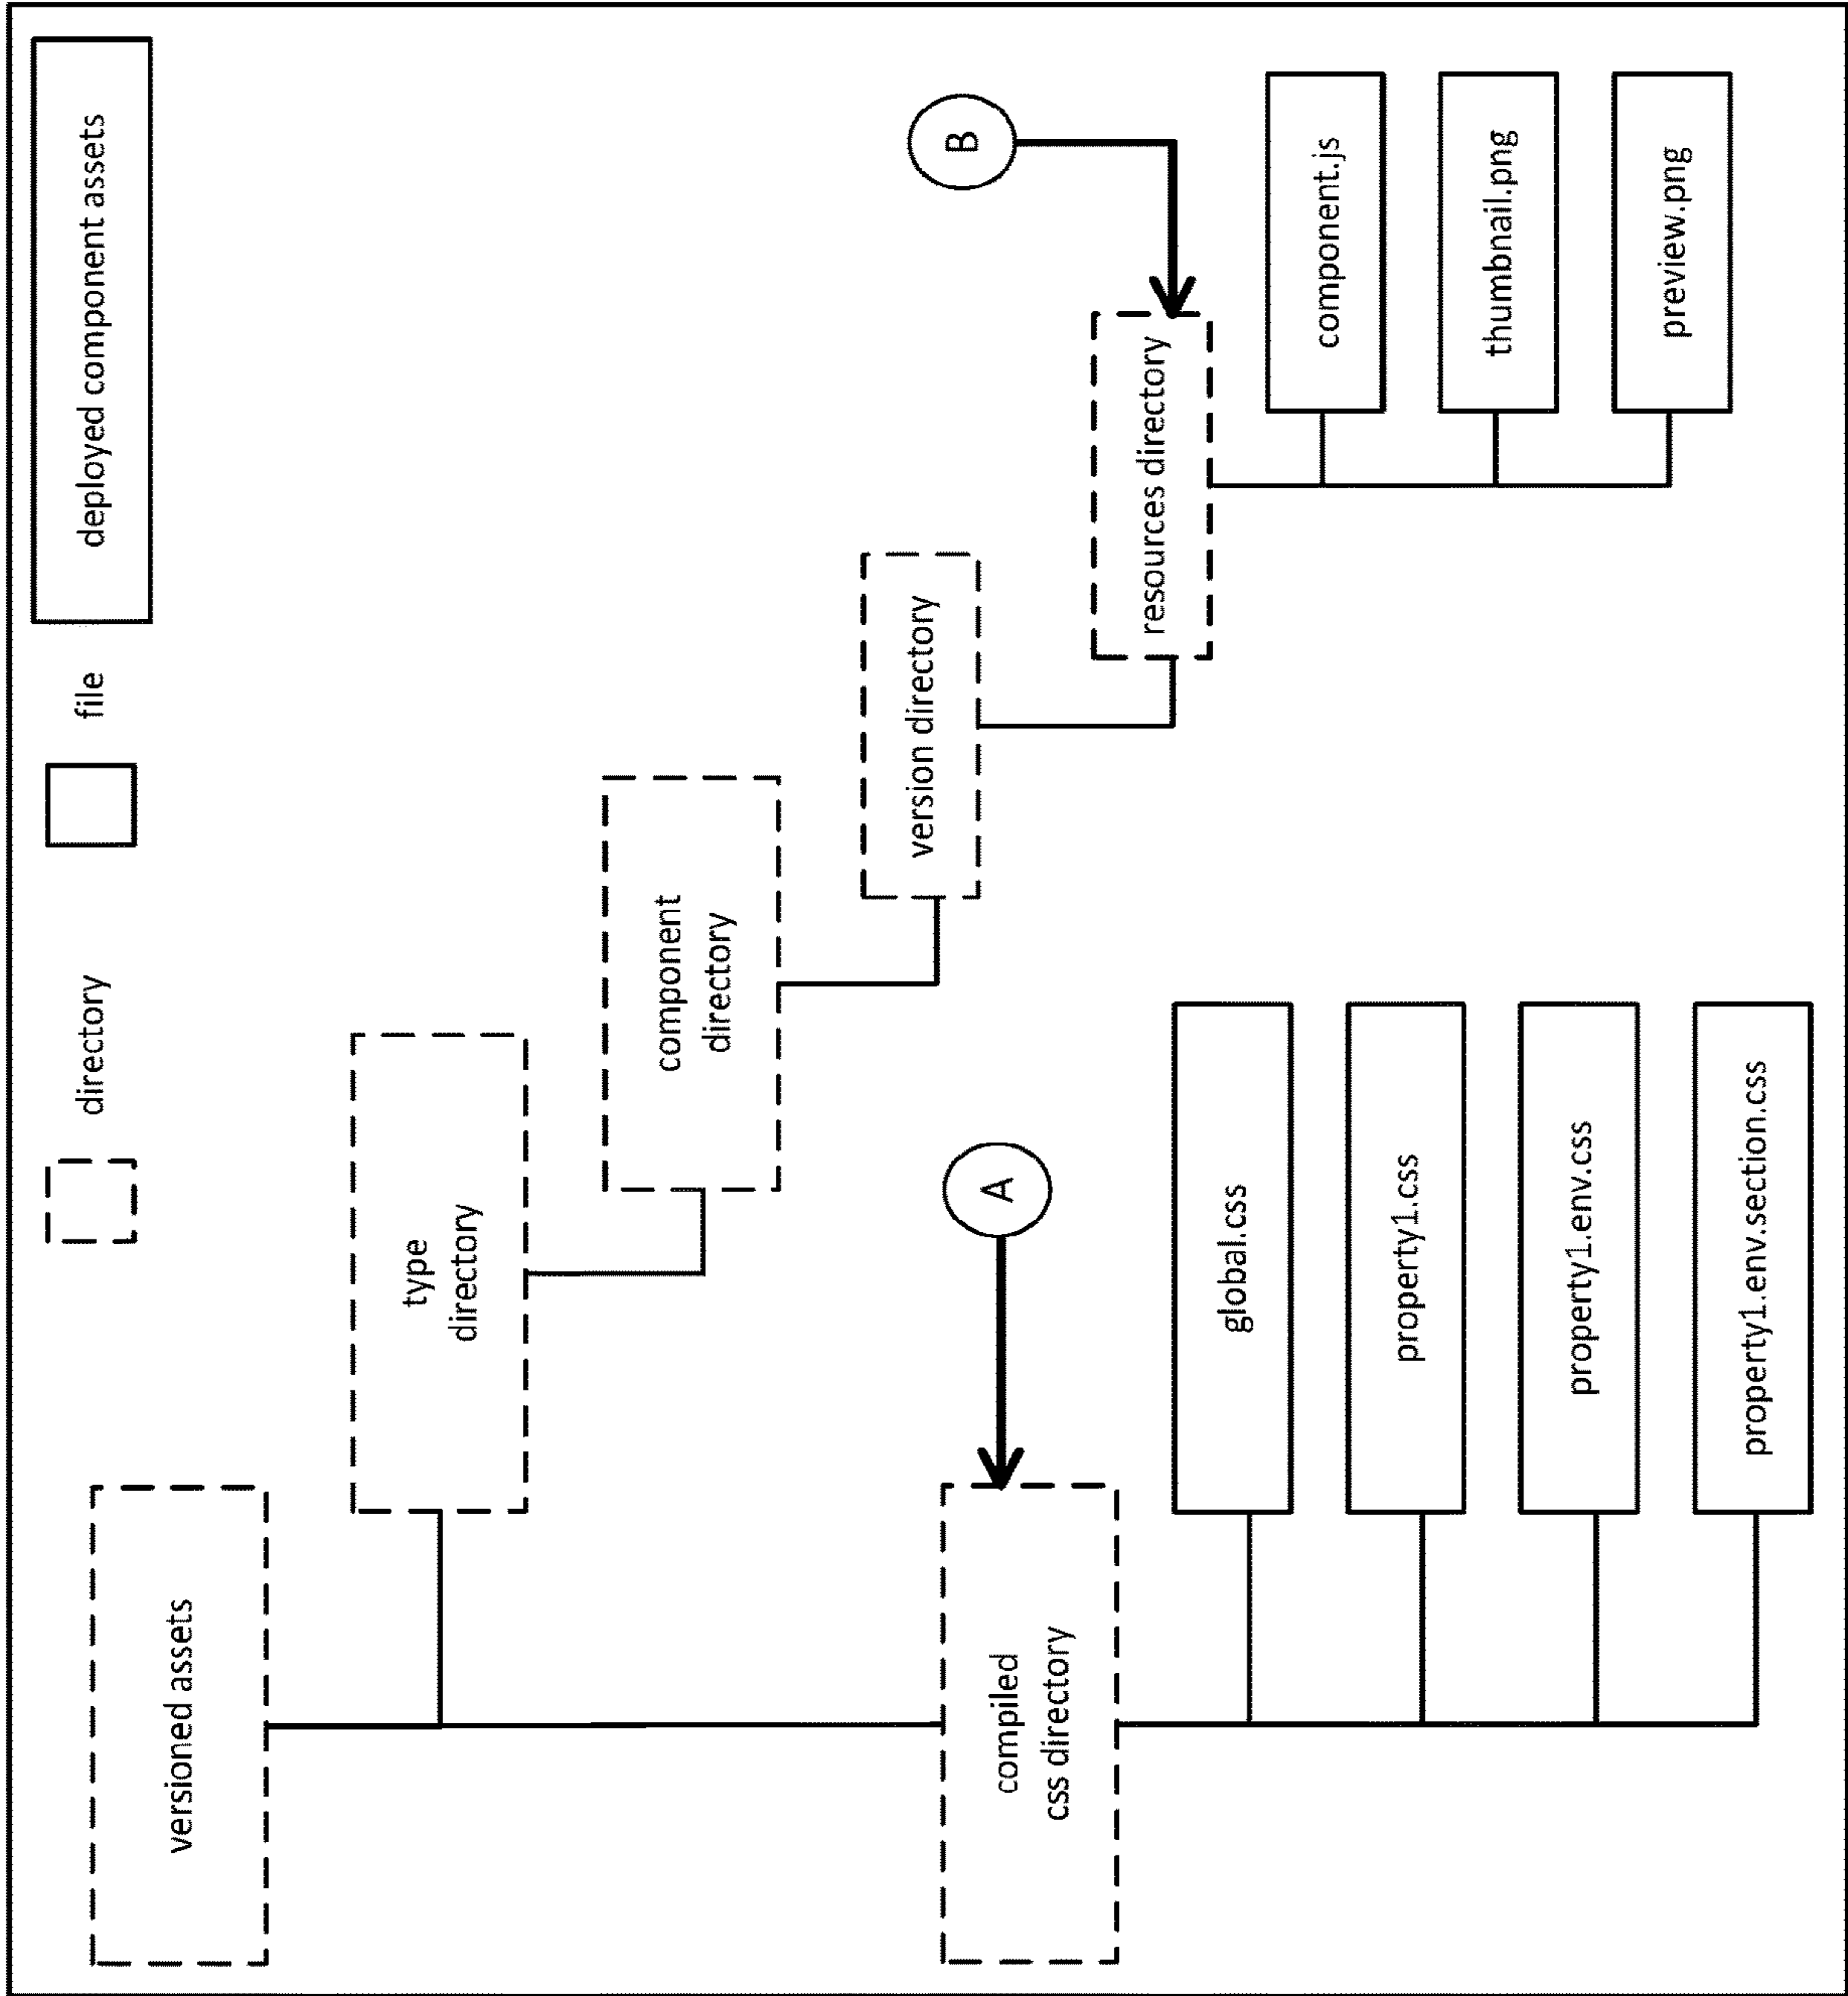 directory
file
deployed component assets
versioned assets
type
directory
component
directory
version directory
resources directory
B
component.js
thumbnail.png
preview.png
A
compiled
css directory
global.css
property1.css
property1.env.css
property1.env.section.css